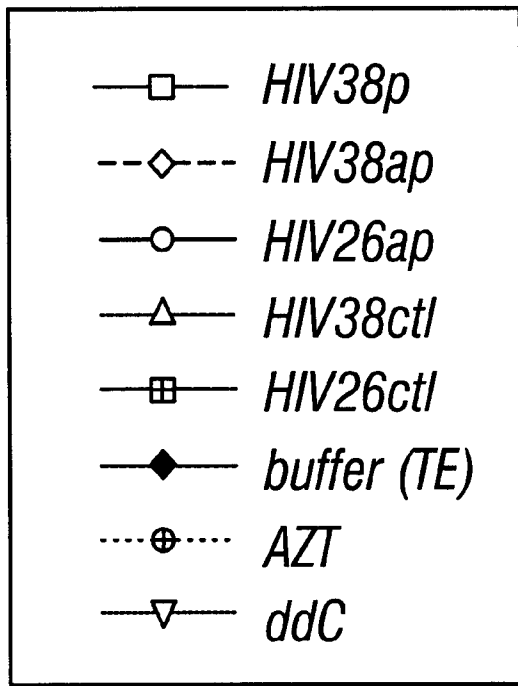 HIV38p
HIV38ap
HIV26ap
HIV38ctl
HIV26ctl
buffer (TE)
AZT
ddC